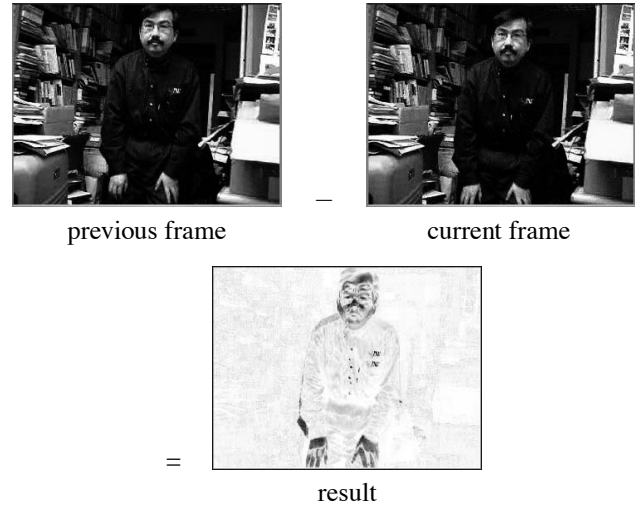 previous frame
–
current frame
=
result